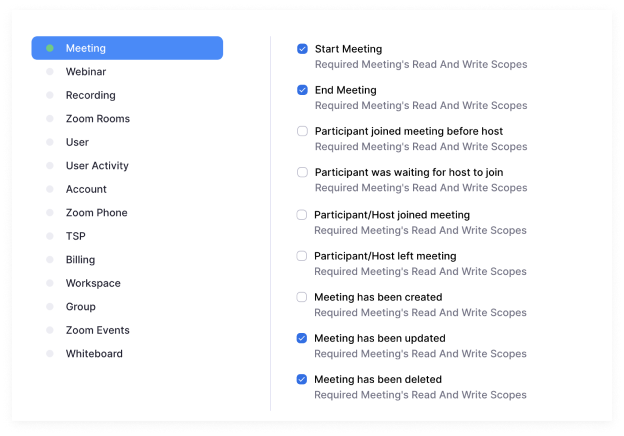 Meeting
Webinar
Recording
Zoom Rooms
User
User Activity
Account
Zoom Phone
TSP
Billing
Workspace
Group
Zoom Events
Whiteboard
Start Meeting
Required Meeting's Read And Write Scopes
End Meeting
Required Meeting's Read And Write Scopes
Participant joined meeting before host
Required Meeting's Read And Write Scopes
Participant was waiting for host to join
Required Meeting's Read And Write Scopes
Participant/Host joined meeting
Required Meeting's Read And Write Scopes
Participant/Host left meeting
Required Meeting's Read And Write Scopes
Meeting has been created
Required Meeting's Read And Write Scopes
Meeting has been updated
Required Meeting's Read And Write Scopes
Meeting has been deleted
Required Meeting's Read And Write Scopes